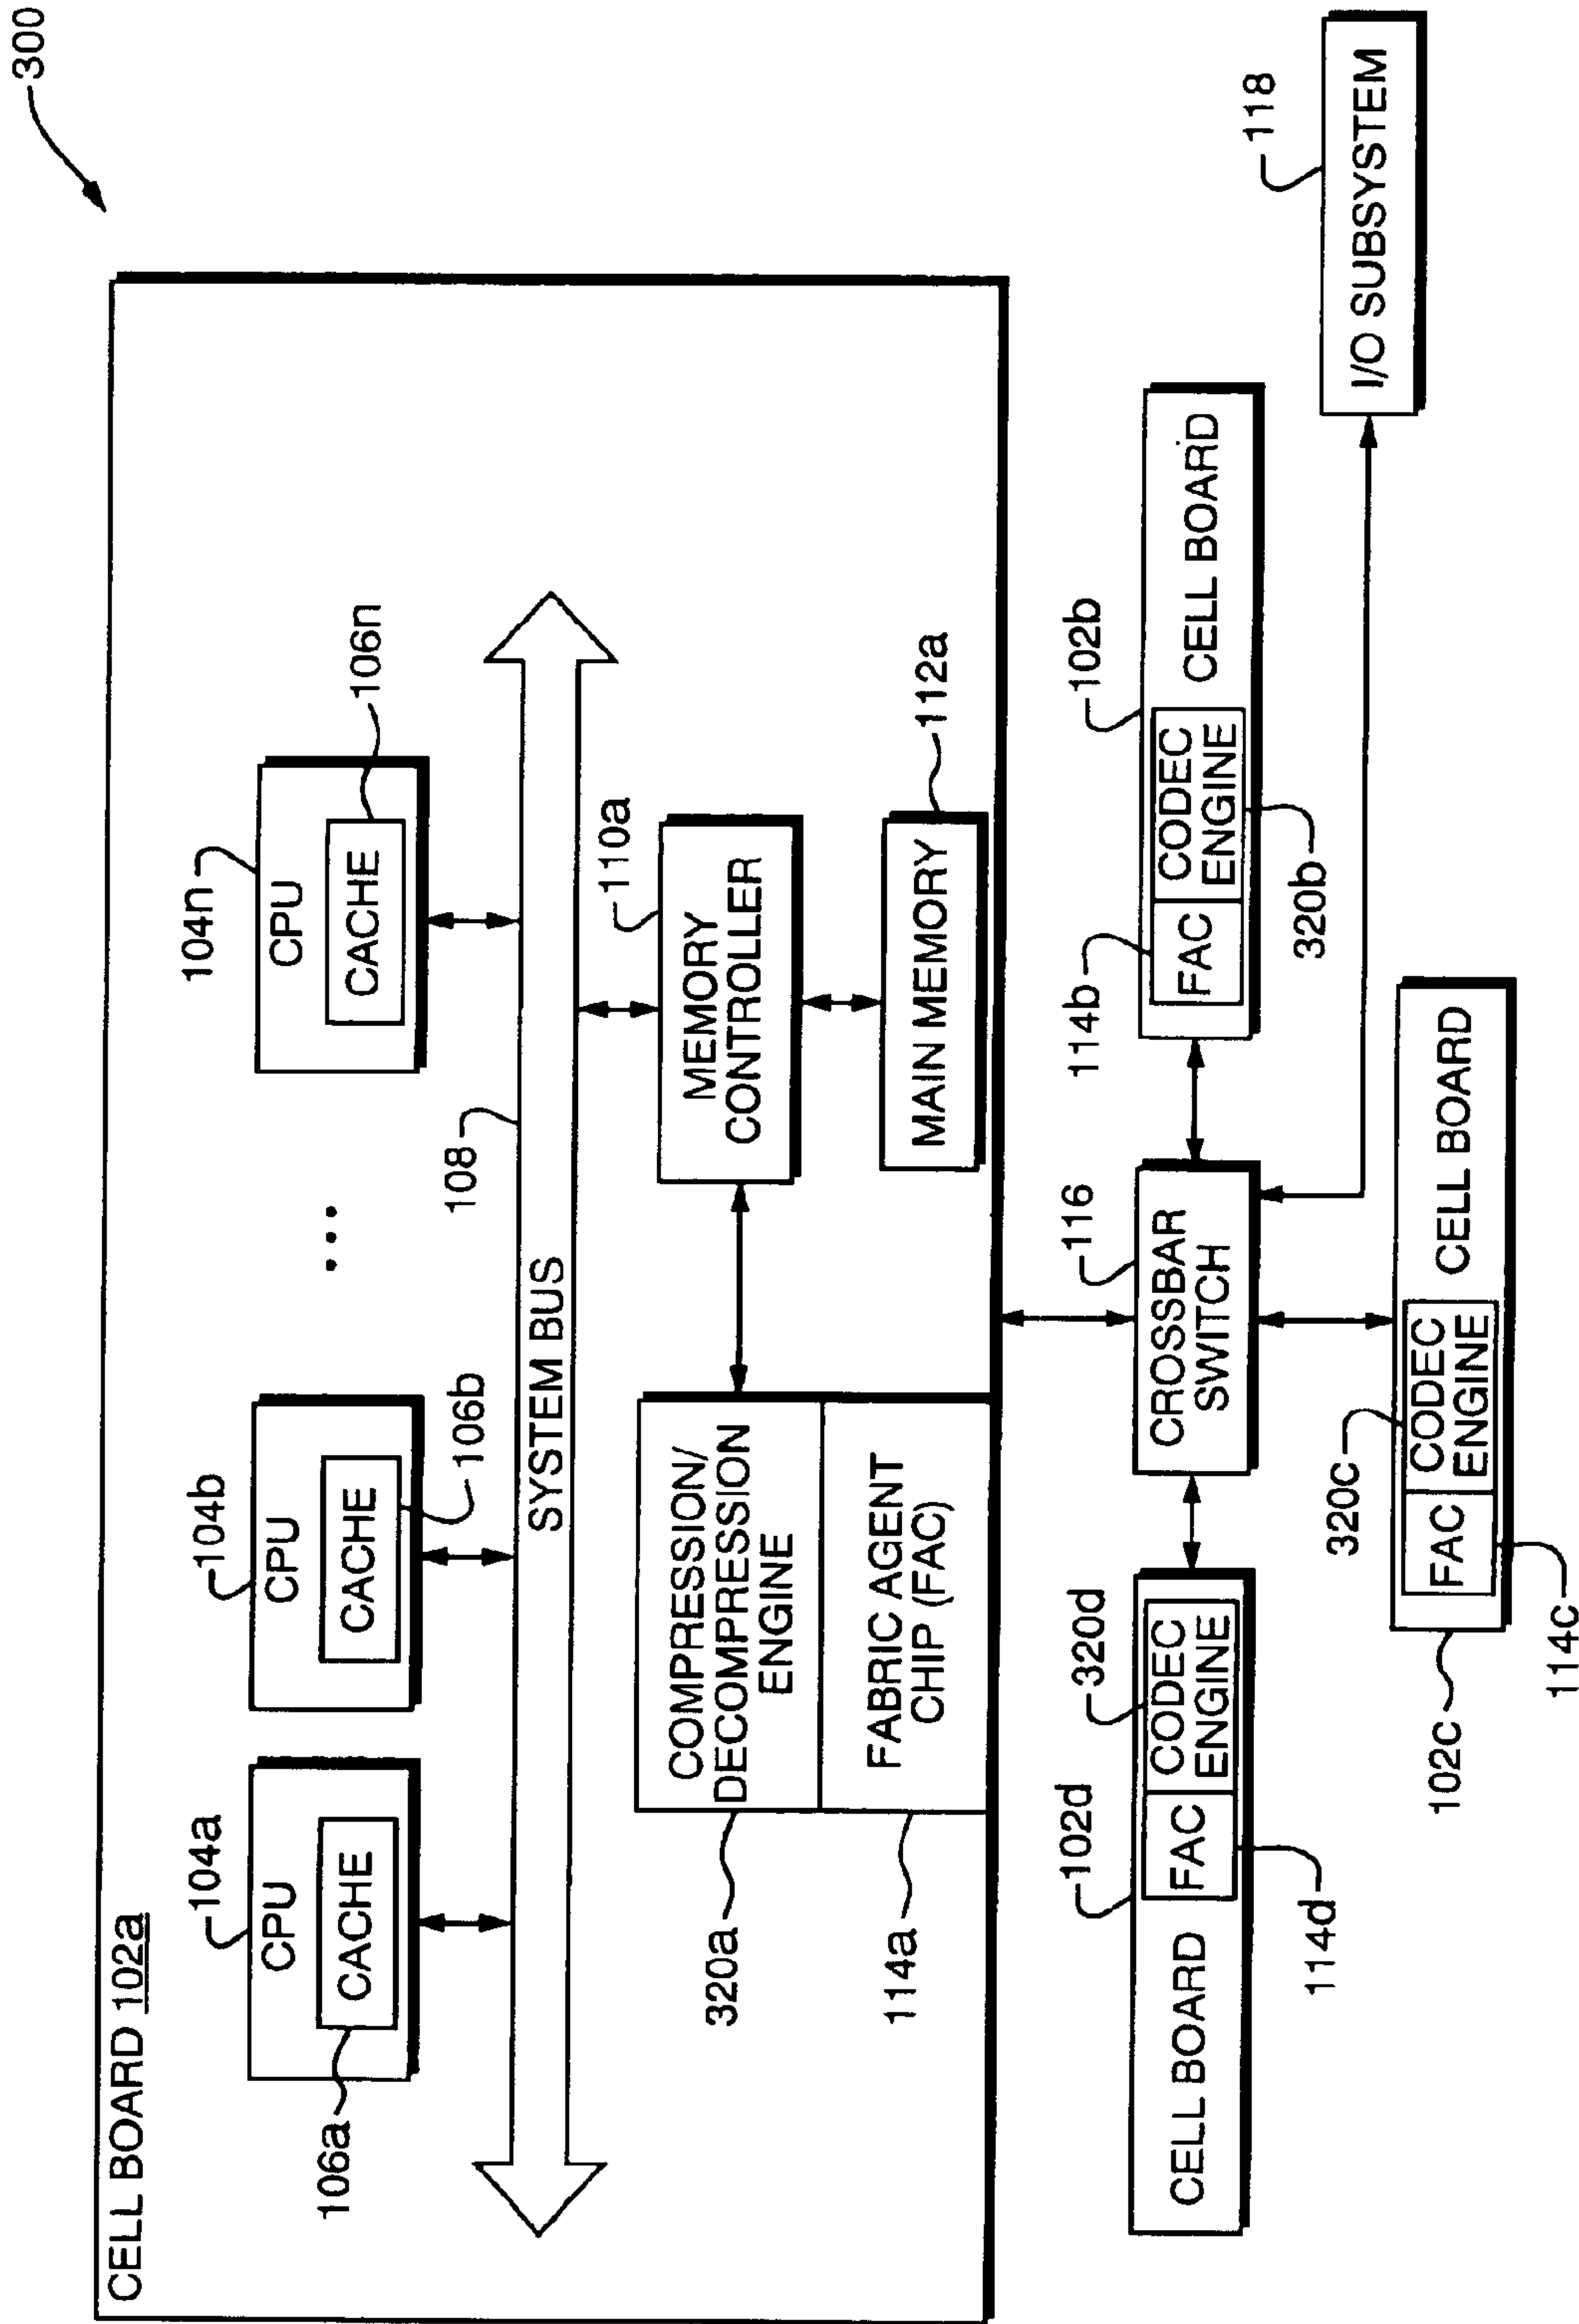 300
CELL BOARD 102a
104a
CPU
CACHE
106a
104b
CPU
CACHE
106b
...
104n
CPU
CACHE
106n
SYSTEM BUS
108
COMPRESSION/
DECOMPRESSION
ENGINE
320a
FABRIC AGENT
CHIP (FAC)
114a
MEMORY
CONTROLLER
110a
MAIN MEMORY
112a
102d
CELL BOARD
FAC
CODEC
ENGINE
320d
114d
CROSSBAR
SWITCH
116
102b
114b
FAC
CODEC
ENGINE
CELL BOARD
320b
118
I/O SUBSYSTEM
320c
FAC
CODEC
ENGINE
CELL BOARD
102c
114c